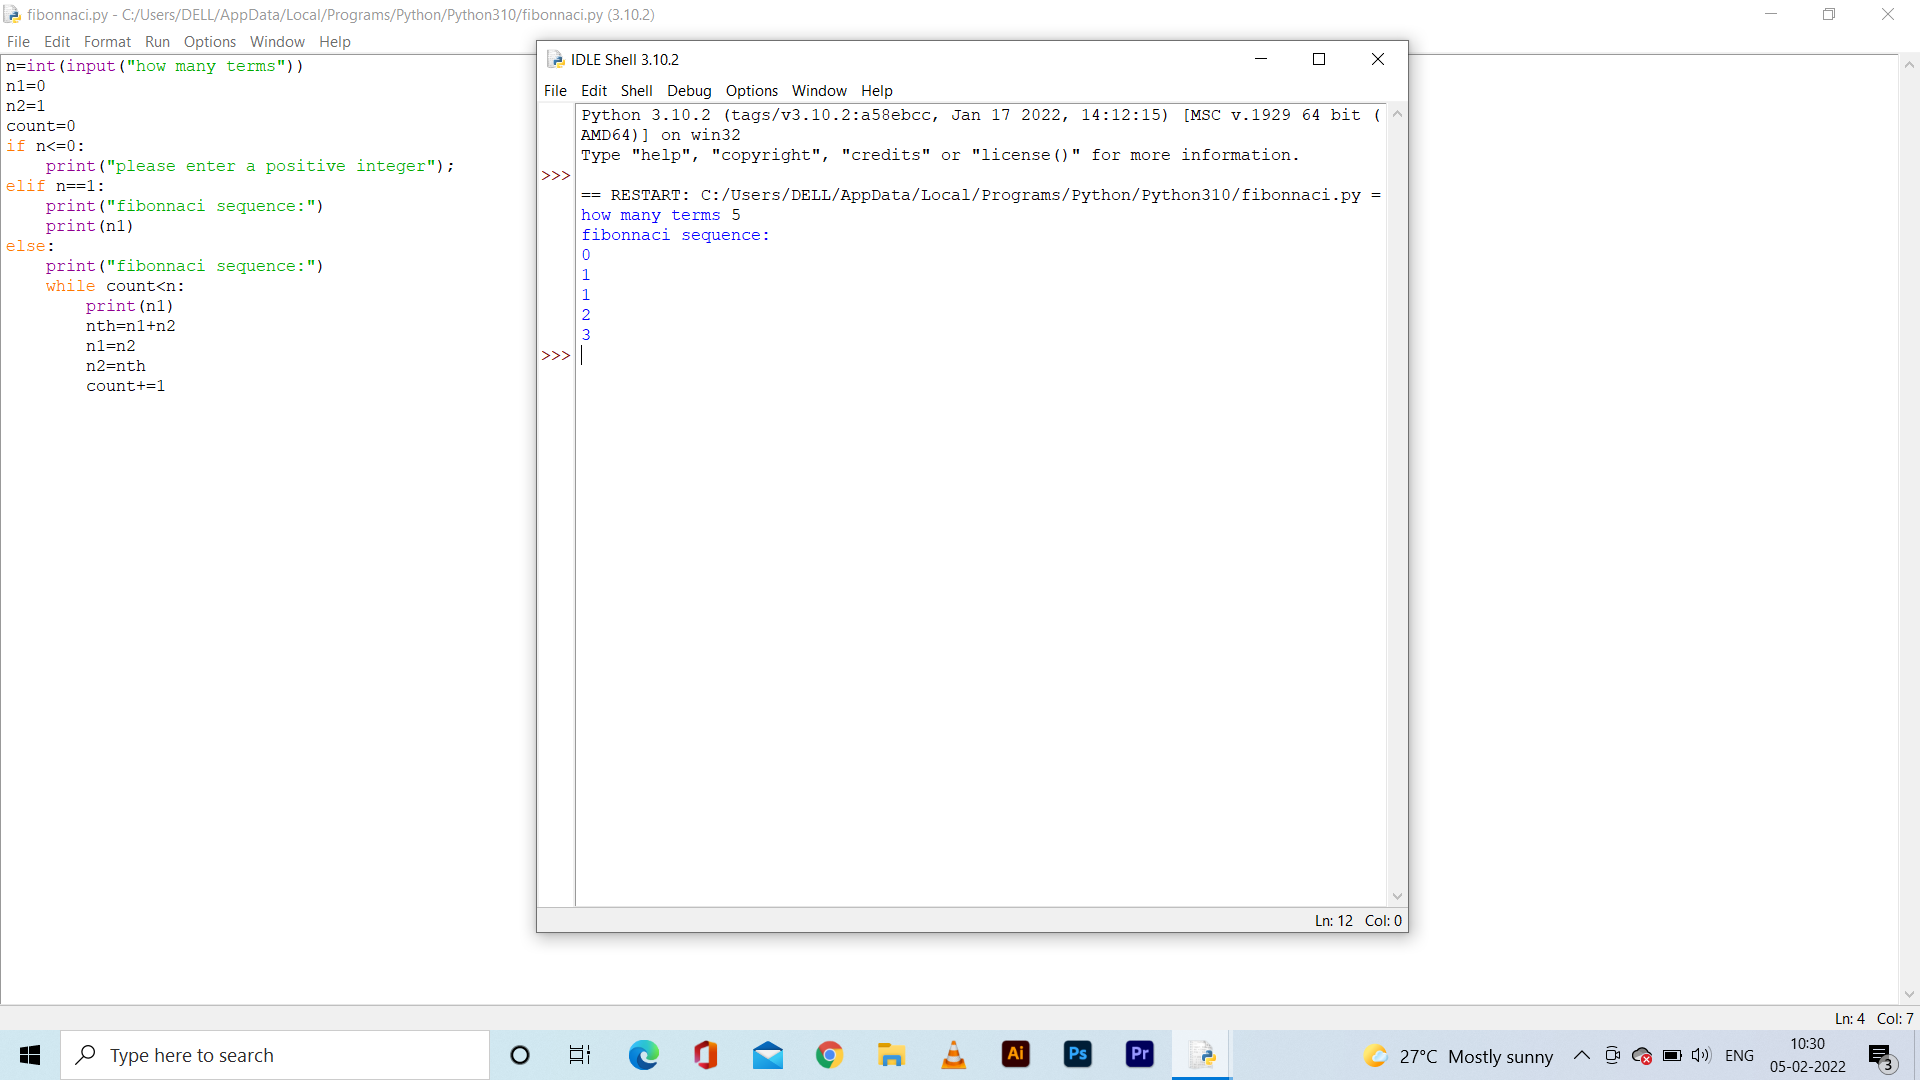 fibonnaci.py - C:/Users/DELL/AppData/Local/Programs/Python/Python310/fibonnaci.py (3.10.2)
File Edit Format Run Options Window Help
n=int(input("how many terms"))
n1=0
n2=1
count=0
if n<=0:
    print("please enter a positive integer");
elif n==1:
    print("fibonnaci sequence:")
    print(n1)
else:
    print("fibonnaci sequence:")
    while count<n:
        print(n1)
        nth=n1+n2
        n1=n2
        n2=nth
        count+=1
IDLE Shell 3.10.2
File Edit Shell Debug Options Window Help
Python 3.10.2 (tags/v3.10.2:a58ebcc, Jan 17 2022, 14:12:15) [MSC v.1929 64 bit (
AMD64)] on win32
Type "help", "copyright", "credits" or "license()" for more information.
>>>
== RESTART: C:/Users/DELL/AppData/Local/Programs/Python/Python310/fibonnaci.py =
how many terms 5
fibonnaci sequence:
0
1
1
2
3
>>>
Ln: 12 Col: 0
Ln: 4 Col: 7
Type here to search
Ai
Ps
Pr
27°C Mostly sunny
ENG
10:30
05-02-2022
3